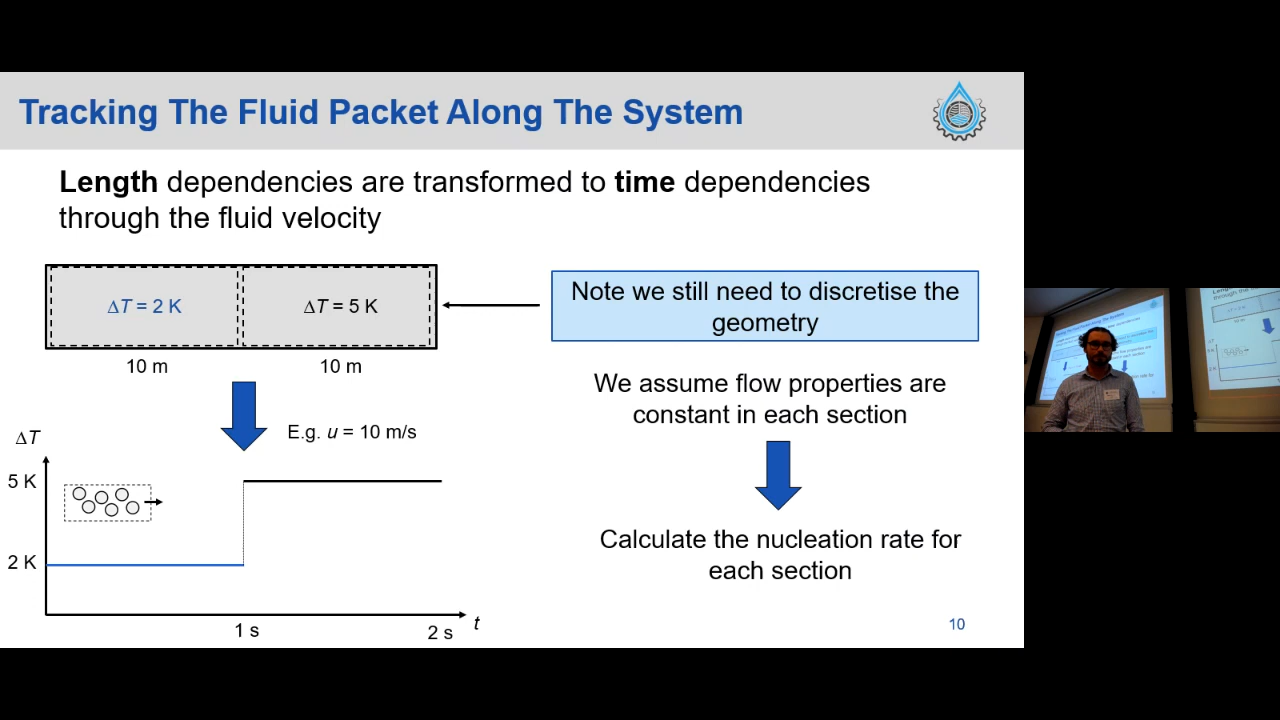 Tracking The Fluid Packet Along The System
Length dependencies are transformed to time dependencies
through the fluid velocity
ΔT = 2 K
ΔT = 5 K
10 m
10 m
Note we still need to discretise the
geometry
We assume flow properties are
constant in each section
E.g. u = 10 m/s
ΔT
5 K
2 K
1 s
2 s
t
Calculate the nucleation rate for
each section
10